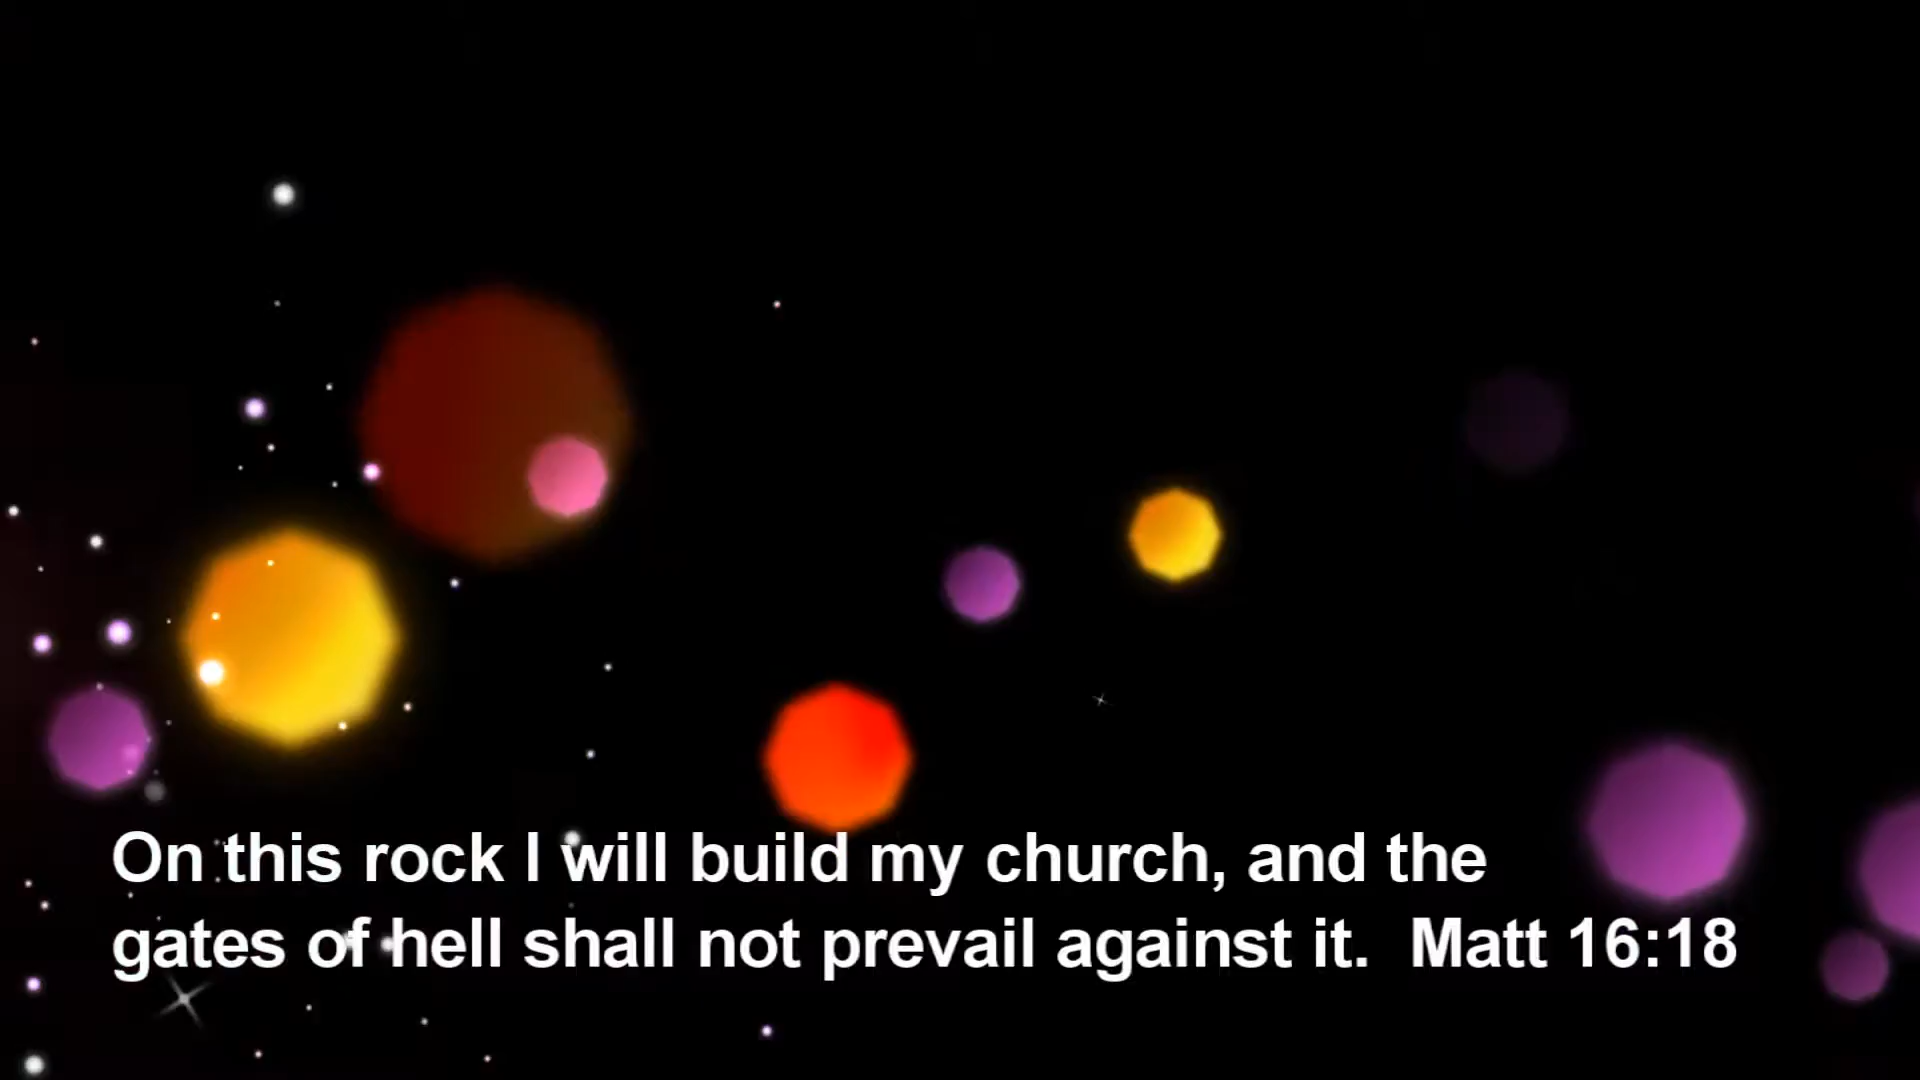 On this rock I will build my church, and the
gates of hell shall not prevail against it.  Matt 16:18